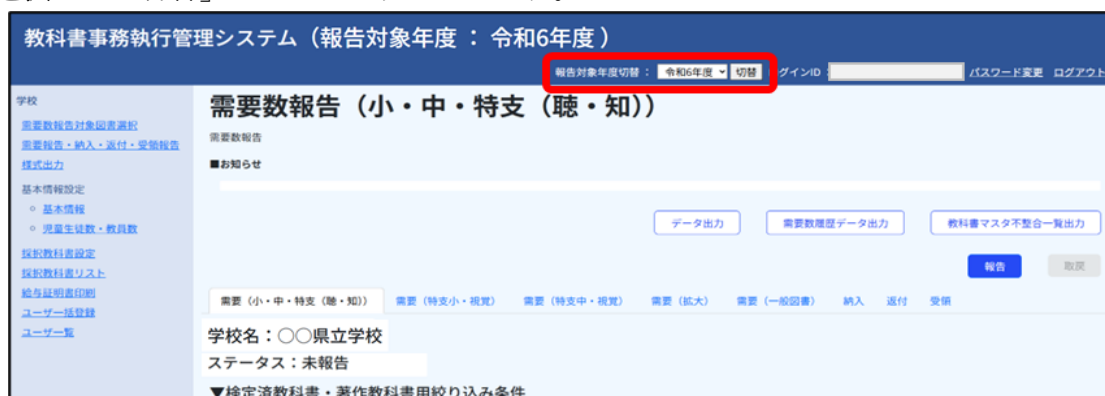 教科書事務執行管理システム（報告対象年度 ： 令和6年度 ）
報告対象年度切替 ： 令和6年度 切替 グインID パスワード変更 ログアウト
学校
需要数報告対象図書選択
需要報告・納入・返付・受領報告
様式出力
基本情報設定
基本情報
児童生徒数・教員数
採択教科書設定
採択教科書リスト
給与証明書印刷
ユーザー括登録
ユーザ一覧
需要数報告（小・中・特支（聴・知））
需要数報告
■お知らせ
データ出力 需要数履歴データ出力 教科書マスタ不整合一覧出力
報告 取戻
需要（小・中・特支（聴・知）） 需要（特支小・視覚） 需要（特支中・視覚） 需要（拡大） 需要（一般図書） 納入 返付 受領
学校名：○○県立学校
ステータス：未報告
▼検定済教科書・著作教科書用絞り込み条件